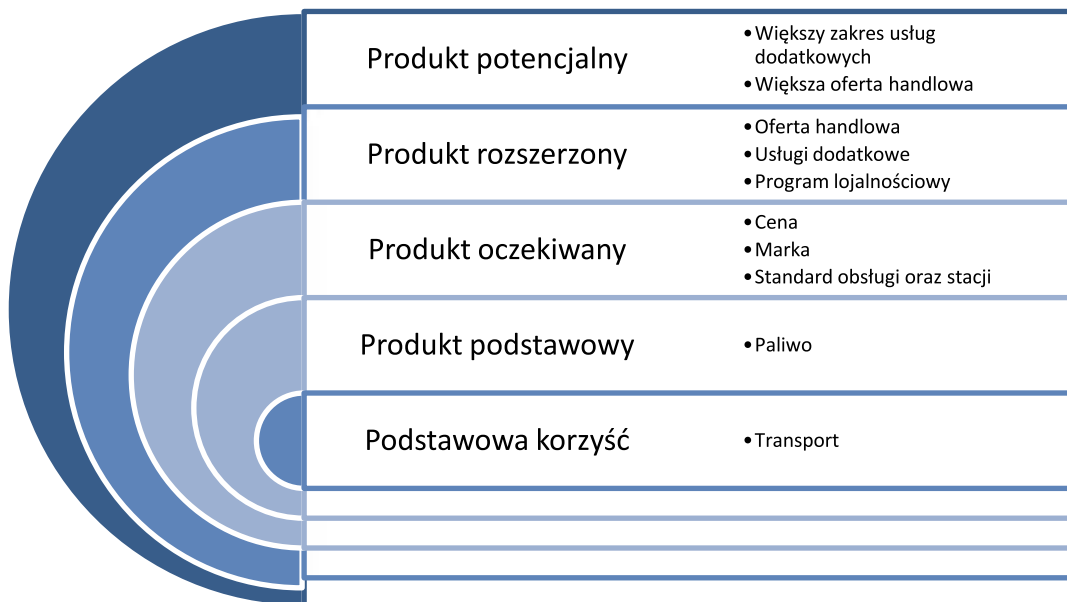 Produkt potencjalny
•Większy zakres usług
dodatkowych
•Większa oferta handlowa
Produkt rozszerzony
•Oferta handlowa
•Usługi dodatkowe
•Program lojalnościowy
Produkt oczekiwany
•Cena
•Marka
•Standard obsługi oraz stacji
Produkt podstawowy
•Paliwo
Podstawowa korzyść
•Transport